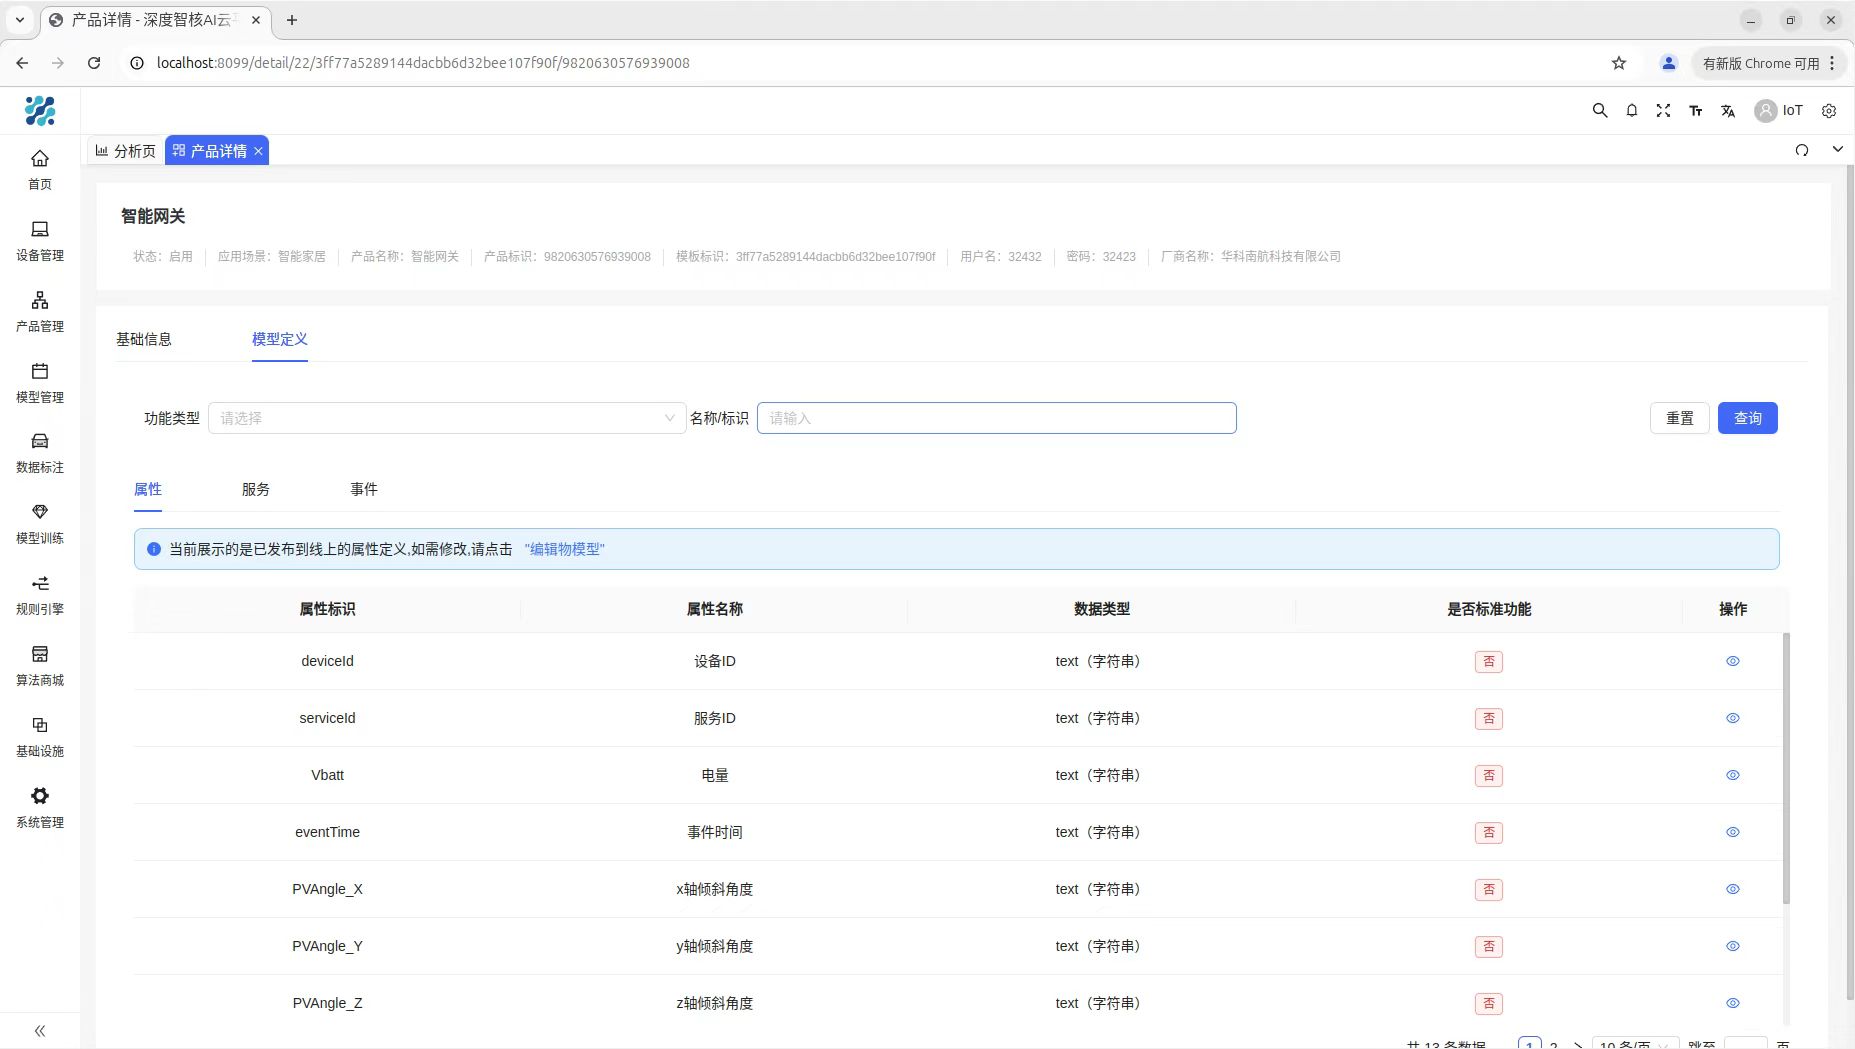 产品详情 - 深度智核AI云
localhost:8099/detail/22/3ff77a5289144dacbb6d32bee107f90f/9820630576939008
有新版 Chrome 可用
IoT
分析页 产品详情
首页
设备管理
产品管理
模型管理
数据标注
模型训练
规则引擎
算法商城
基础设施
系统管理
智能网关
状态：启用 应用场景：智能家居 产品名称：智能网关 产品标识：9820630576939008 模板标识：3ff77a5289144dacbb6d32bee107f90f 用户名：32432 密码：32423 厂商名称：华科南航科技有限公司
基础信息 模型定义
功能类型 请选择 名称/标识 请输入 重置 查询
属性 服务 事件
当前展示的是已发布到线上的属性定义,如需修改,请点击 "编辑物模型"
属性标识 属性名称 数据类型 是否标准功能 操作
deviceId 设备ID text（字符串） 否
serviceId 服务ID text（字符串） 否
Vbatt 电量 text（字符串） 否
eventTime 事件时间 text（字符串） 否
PVAngle_X x轴倾斜角度 text（字符串） 否
PVAngle_Y y轴倾斜角度 text（字符串） 否
PVAngle_Z z轴倾斜角度 text（字符串） 否
共 13 条数据 1 2 10 条/页 跳至 页